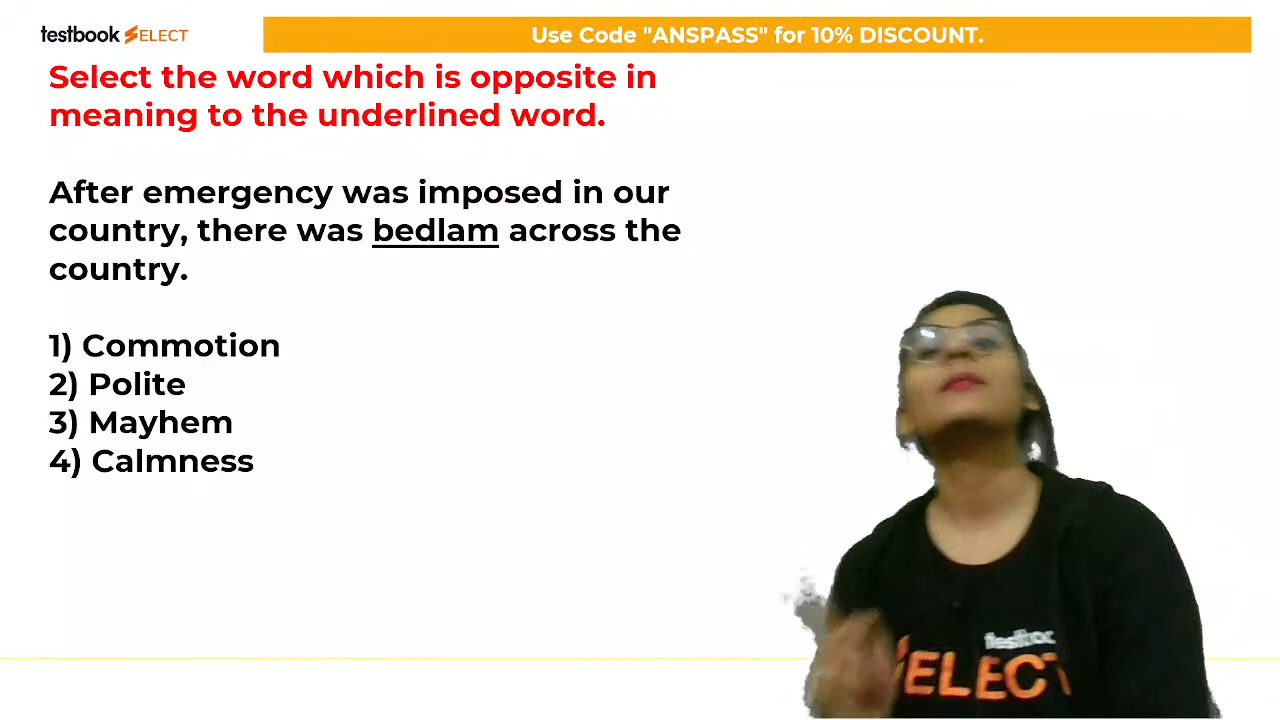 testbook SELECT
Use Code "ANSPASS" for 10% DISCOUNT.
Select the word which is opposite in
meaning to the underlined word.
After emergency was imposed in our
country, there was bedlam across the
country.
1) Commotion
2) Polite
3) Mayhem
4) Calmness
SELECT